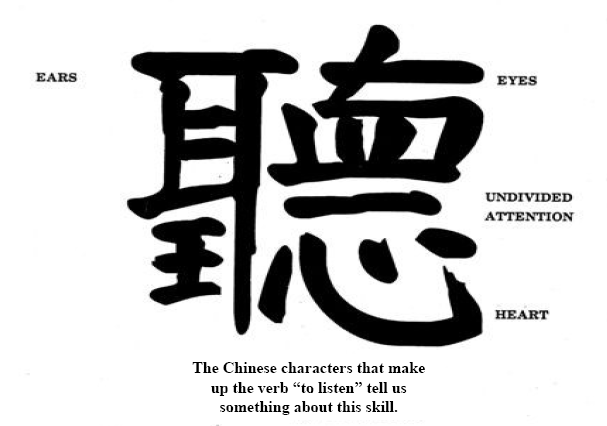 EARS
聽
EYES
UNDIVIDED
ATTENTION
HEART
The Chinese characters that make
up the verb “to listen” tell us
something about this skill.